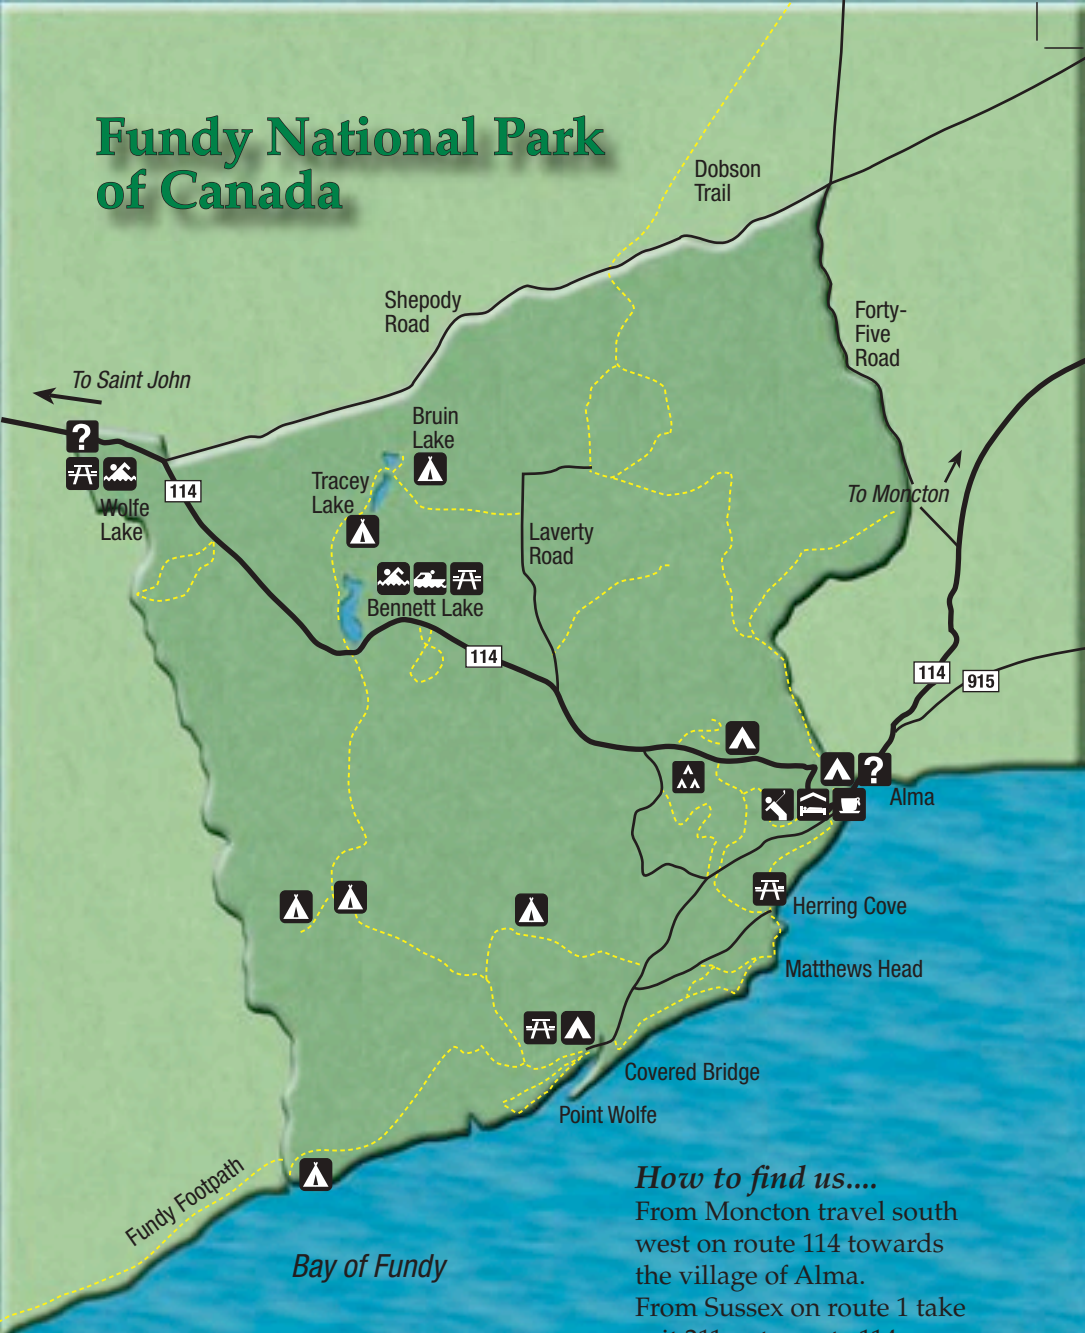 Fundy National Park
of Canada
Dobson
Trail
Shepody
Road
Forty-
Five
Road
To Saint John
?
Bruin
Lake
Tracey
Lake
114
Wolfe
Lake
To Moncton
Laverty
Road
Bennett Lake
114
114
915
?
Alma
Herring Cove
Matthews Head
Covered Bridge
Point Wolfe
Fundy Footpath
Bay of Fundy
How to find us....
From Moncton travel south
west on route 114 towards
the village of Alma.
From Sussex on route 1 take